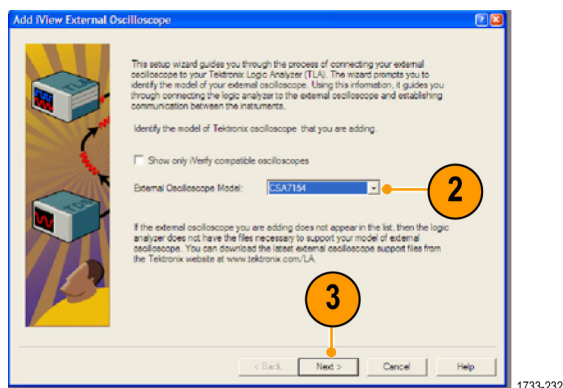 Add iView External Oscilloscope
This setup wizard guides you through the process of connecting your external
oscilloscope to your Tektronix Logic Analyzer (TLA). The wizard prompts you to
identify the model of your external oscilloscope. Using this information, it guides you
through connecting the logic analyzer to the external oscilloscope and establishing
communication between the instruments.
Identify the model of Tektronix oscilloscope that you are adding.
Show only iVerify compatible oscilloscopes
External Oscilloscope Model: CSA7154
2
If the external oscilloscope you are adding does not appear in the list, then the logic
analyzer does not have the files necessary to support your model of external
oscilloscope. You can download the latest external oscilloscope support files from
the Tektronix website at www.tektronix.com/LA.
3
< Back Next > Cancel Help
1733-232
TLA
TDS